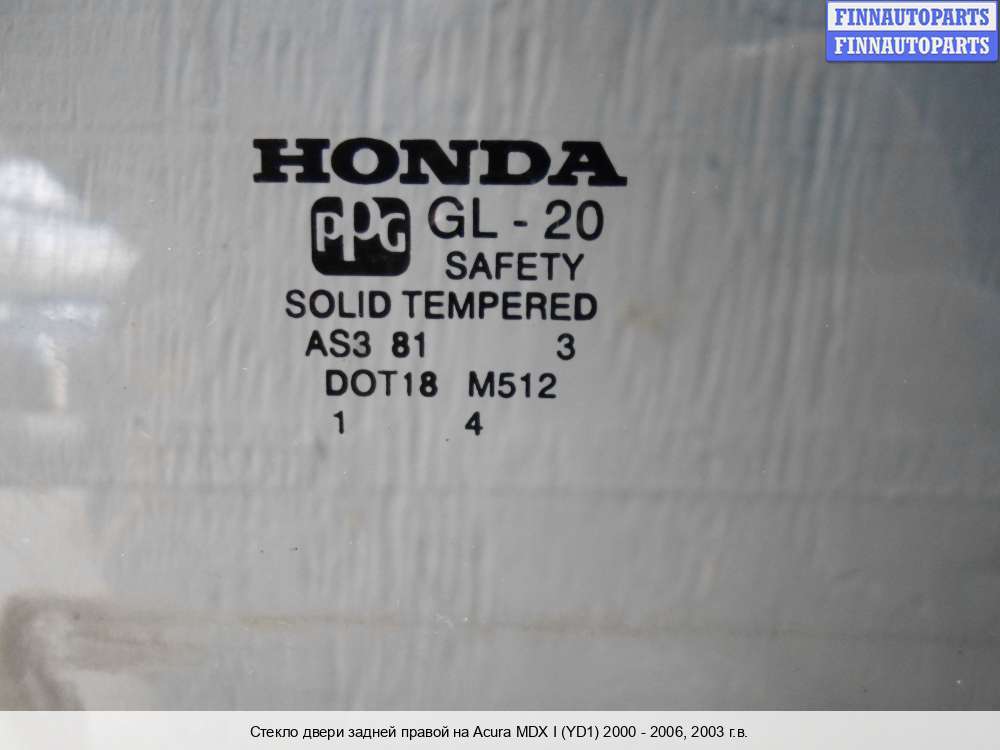 FINNAUTOPARTS
FINNAUTOPARTS
HONDA
PPG GL - 20
SAFETY
SOLID TEMPERED
AS3 81 3
DOT18 M512
1 4
Стекло двери задней правой на Acura MDX I (YD1) 2000 - 2006, 2003 г.в.